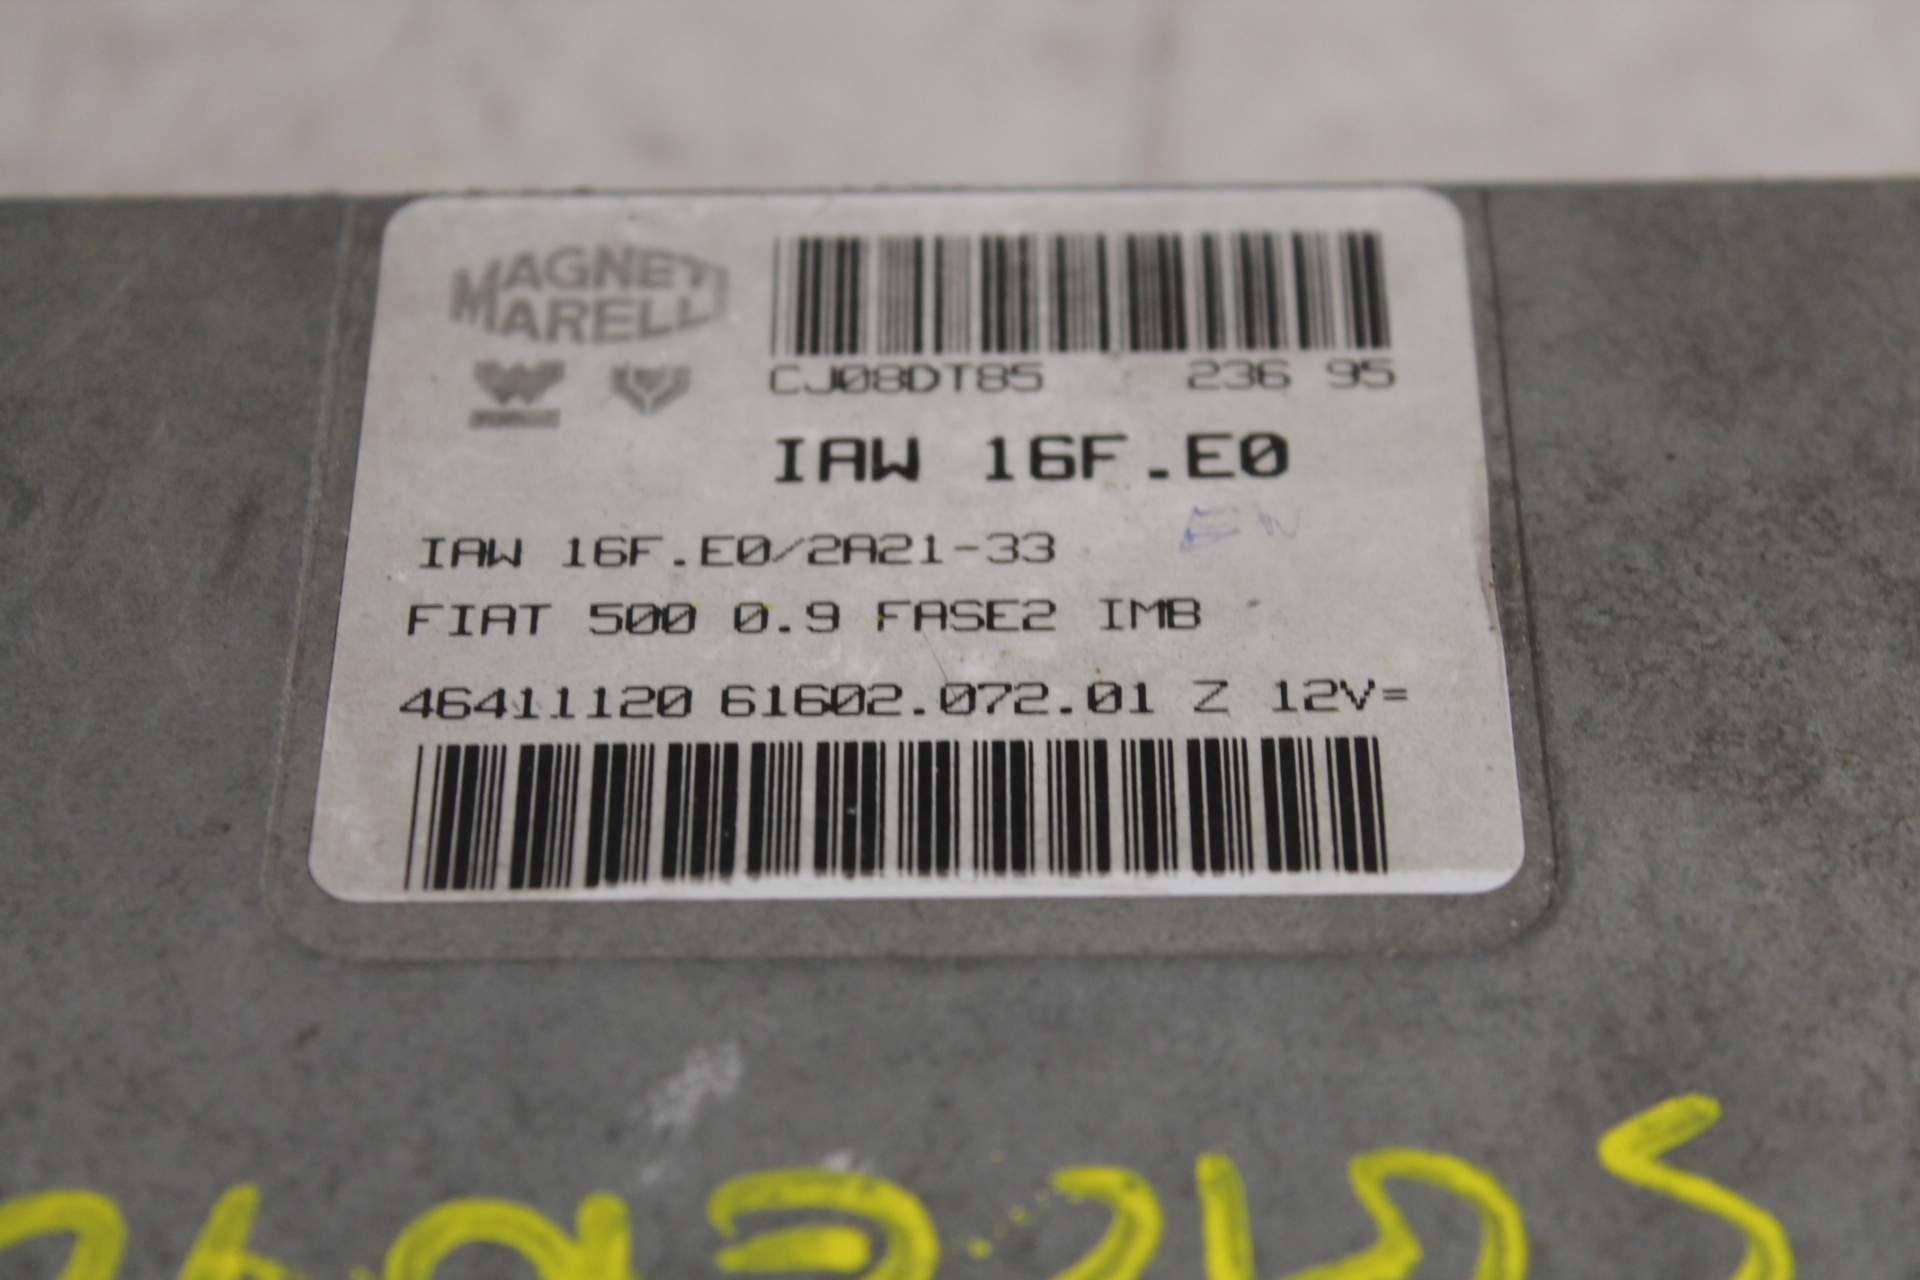 MAGNETI
MARELLI
CJ08DT85 236 95
IAW 16F.E0
IAW 16F.E0/2A21-33
FIAT 500 0.9 FASE2 IMB
46411120 61602.072.01 Z 12V=